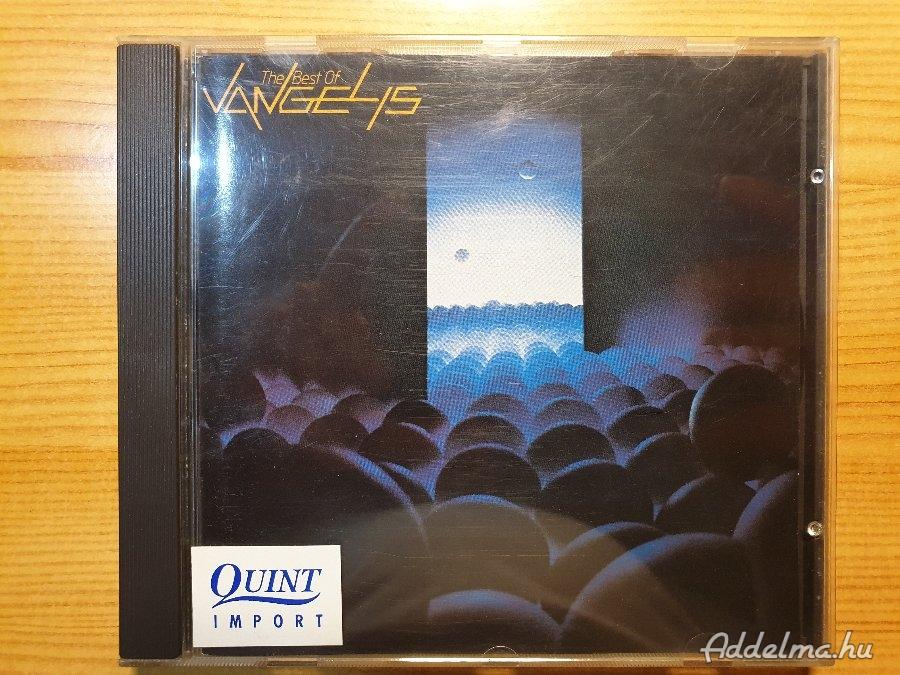 The Best Of
VANGELIS
QUINT
IMPORT
Addelma.hu